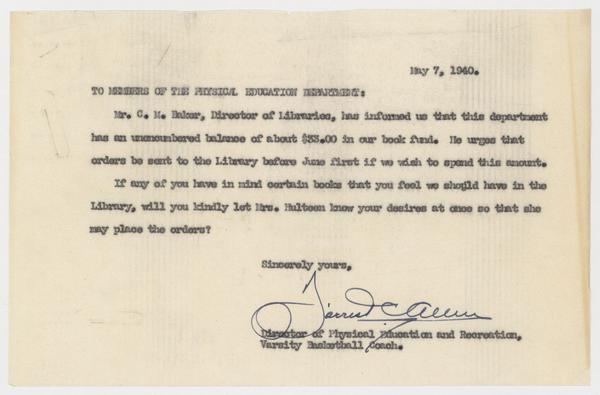 May 7, 1940.
TO MEMBERS OF THE PHYSICAL EDUCATION DEPARTMENT:
Mr. C. M. Baker, Director of Libraries, has informed us that this department
has an unencumbered balance of about $33.00 in our book fund. He urges that
orders be sent to the Library before June first if we wish to spend this amount.
If any of you have in mind certain books that you feel we should have in the
Library, will you kindly let Mrs. Hulteen know your desires at once so that she
may place the orders?
Sincerely yours,
Forrest C. Allen
Director of Physical Education and Recreation,
Varsity Basketball Coach.